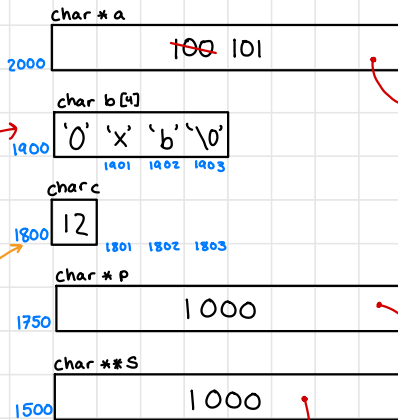 char * a
100 101
2000
char b[4]
'0' 'x' 'b' '\0'
1900 1901 1902 1903
char c
12
1800 1801 1802 1803
char * p
1000
1750
char ** S
1000
1500